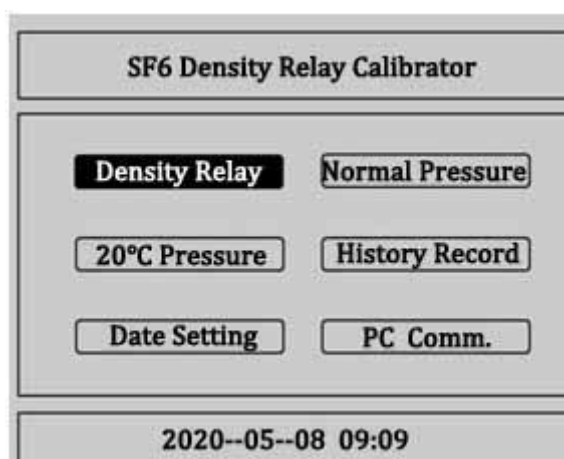 SF6 Density Relay Calibrator
Density Relay
Normal Pressure
20°C Pressure
History Record
Date Setting
PC Comm.
2020--05--08 09:09